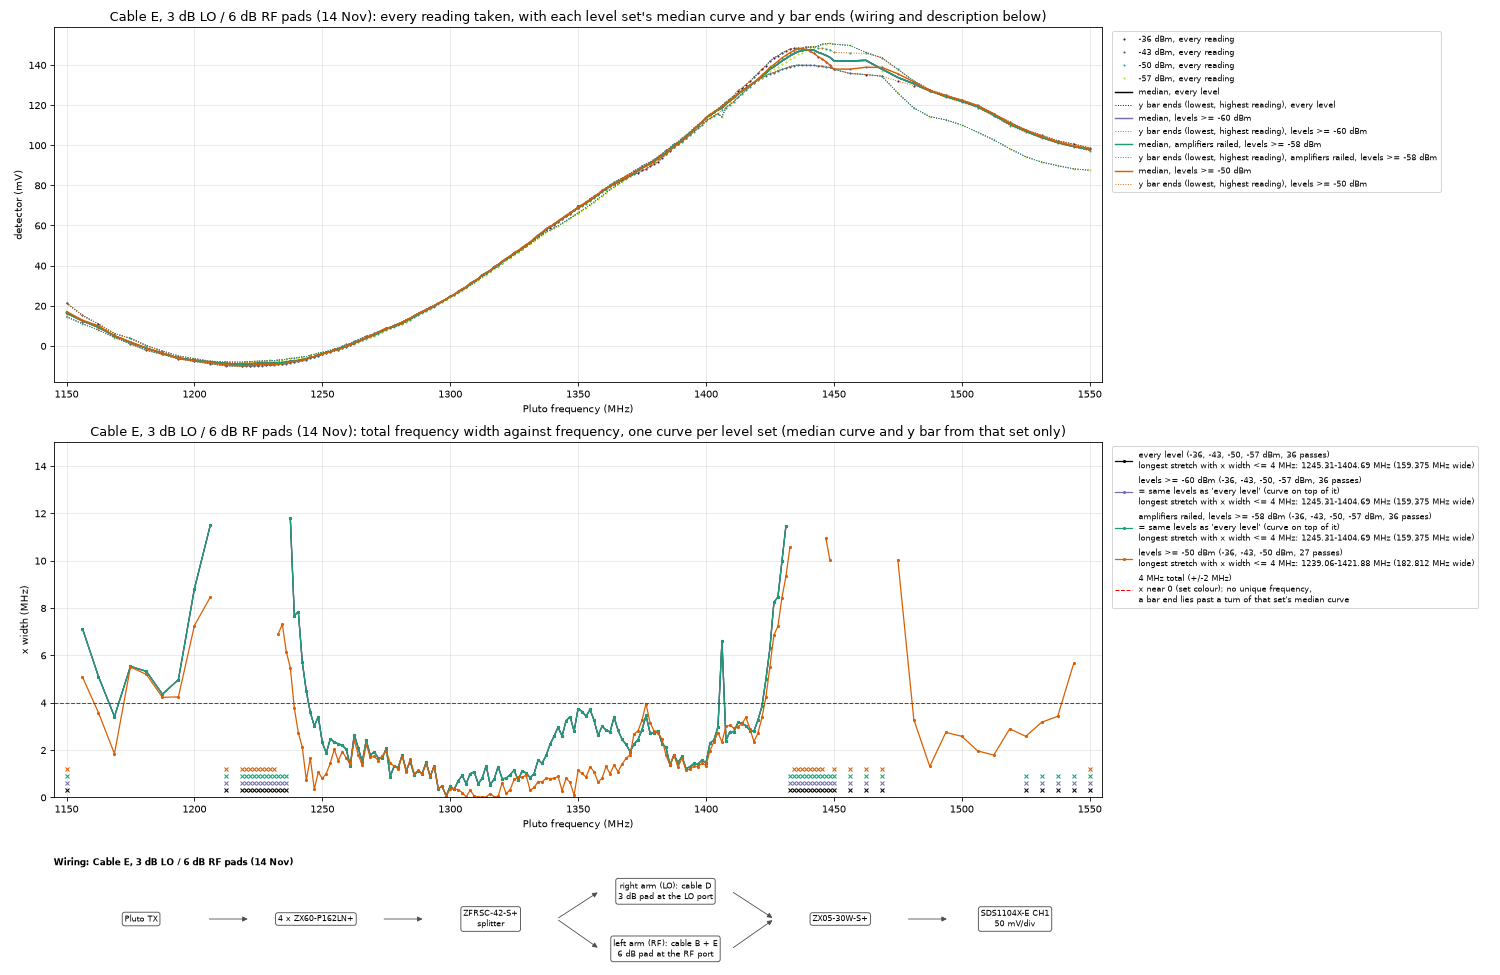 Cable E, 3 dB LO / 6 dB RF pads (14 Nov): every reading taken, with each level set's median curve and y bar ends (wiring and description below)
detector (mV)
140
120
100
80
60
40
20
0
1150
1200
1250
1300
1350
1400
1450
1500
1550
Pluto frequency (MHz)
-36 dBm, every reading
-43 dBm, every reading
-50 dBm, every reading
-57 dBm, every reading
median, every level
y bar ends (lowest, highest reading), every level
median, levels >= -60 dBm
y bar ends (lowest, highest reading), levels >= -60 dBm
median, amplifiers railed, levels >= -58 dBm
y bar ends (lowest, highest reading), amplifiers railed, levels >= -58 dBm
median, levels >= -50 dBm
y bar ends (lowest, highest reading), levels >= -50 dBm
Cable E, 3 dB LO / 6 dB RF pads (14 Nov): total frequency width against frequency, one curve per level set (median curve and y bar from that set only)
x width (MHz)
14
12
10
8
6
4
2
0
1150
1200
1250
1300
1350
1400
1450
1500
1550
Pluto frequency (MHz)
every level (-36, -43, -50, -57 dBm, 36 passes)
longest stretch with x width <= 4 MHz: 1245.31-1404.69 MHz (159.375 MHz wide)
levels >= -60 dBm (-36, -43, -50, -57 dBm, 36 passes)
= same levels as 'every level' (curve on top of it)
longest stretch with x width <= 4 MHz: 1245.31-1404.69 MHz (159.375 MHz wide)
amplifiers railed, levels >= -58 dBm (-36, -43, -50, -57 dBm, 36 passes)
= same levels as 'every level' (curve on top of it)
longest stretch with x width <= 4 MHz: 1245.31-1404.69 MHz (159.375 MHz wide)
levels >= -50 dBm (-36, -43, -50 dBm, 27 passes)
longest stretch with x width <= 4 MHz: 1239.06-1421.88 MHz (182.812 MHz wide)
4 MHz total (+/-2 MHz)
x near 0 (set colour): no unique frequency,
a bar end lies past a turn of that set's median curve
Wiring: Cable E, 3 dB LO / 6 dB RF pads (14 Nov)
Pluto TX
4 x ZX60-P162LN+
ZFRSC-42-S+
splitter
right arm (LO): cable D
3 dB pad at the LO port
left arm (RF): cable B + E
6 dB pad at the RF port
ZX05-30W-S+
SDS1104X-E CH1
50 mV/div